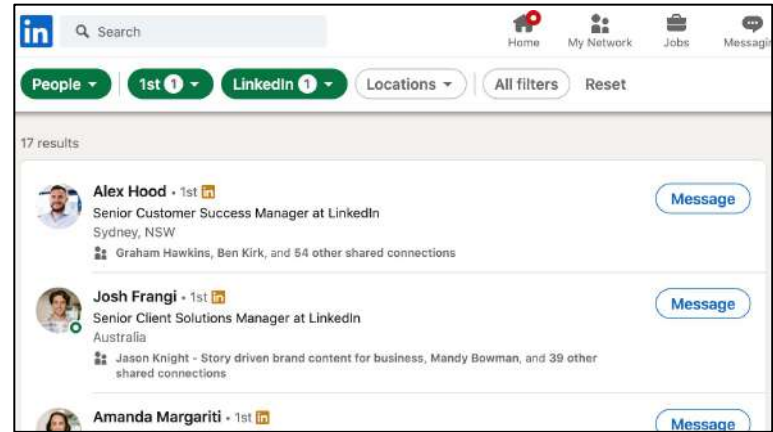 in
Search
Home
My Network
Jobs
Messagin
People
1st 1
LinkedIn 1
Locations
All filters
Reset
17 results
Alex Hood • 1st in
Message
Senior Customer Success Manager at LinkedIn
Sydney, NSW
Graham Hawkins, Ben Kirk, and 54 other shared connections
Josh Frangi • 1st in
Message
Senior Client Solutions Manager at LinkedIn
Australia
Jason Knight - Story driven brand content for business, Mandy Bowman, and 39 other
shared connections
Amanda Margariti • 1st in
Message